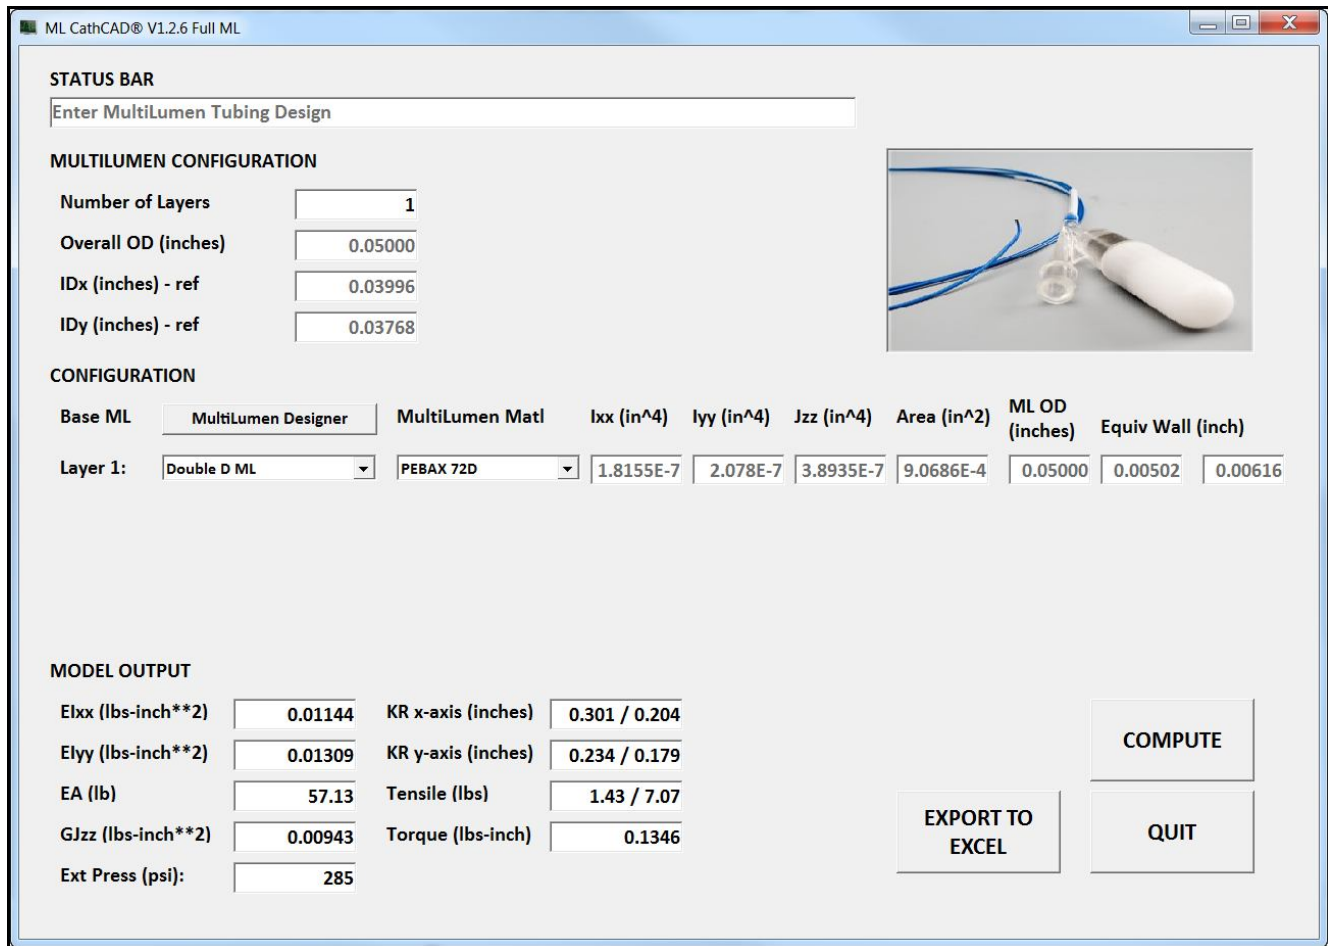 ML CathCAD® V1.2.6 Full ML
STATUS BAR
Enter MultiLumen Tubing Design
MULTILUMEN CONFIGURATION
Number of Layers 1
Overall OD (inches) 0.05000
IDx (inches) - ref 0.03996
IDy (inches) - ref 0.03768
CONFIGURATION
Base ML MultiLumen Designer MultiLumen Matl Ixx (in^4) Iyy (in^4) Jzz (in^4) Area (in^2) ML OD (inches) Equiv Wall (inch)
Layer 1: Double D ML PEBAX 72D 1.8155E-7 2.078E-7 3.8935E-7 9.0686E-4 0.05000 0.00502 0.00616
MODEL OUTPUT
EIxx (lbs-inch**2) 0.01144 KR x-axis (inches) 0.301 / 0.204
EIyy (lbs-inch**2) 0.01309 KR y-axis (inches) 0.234 / 0.179
EA (lb) 57.13 Tensile (lbs) 1.43 / 7.07
GJzz (lbs-inch**2) 0.00943 Torque (lbs-inch) 0.1346
Ext Press (psi): 285
COMPUTE
EXPORT TO
EXCEL
QUIT